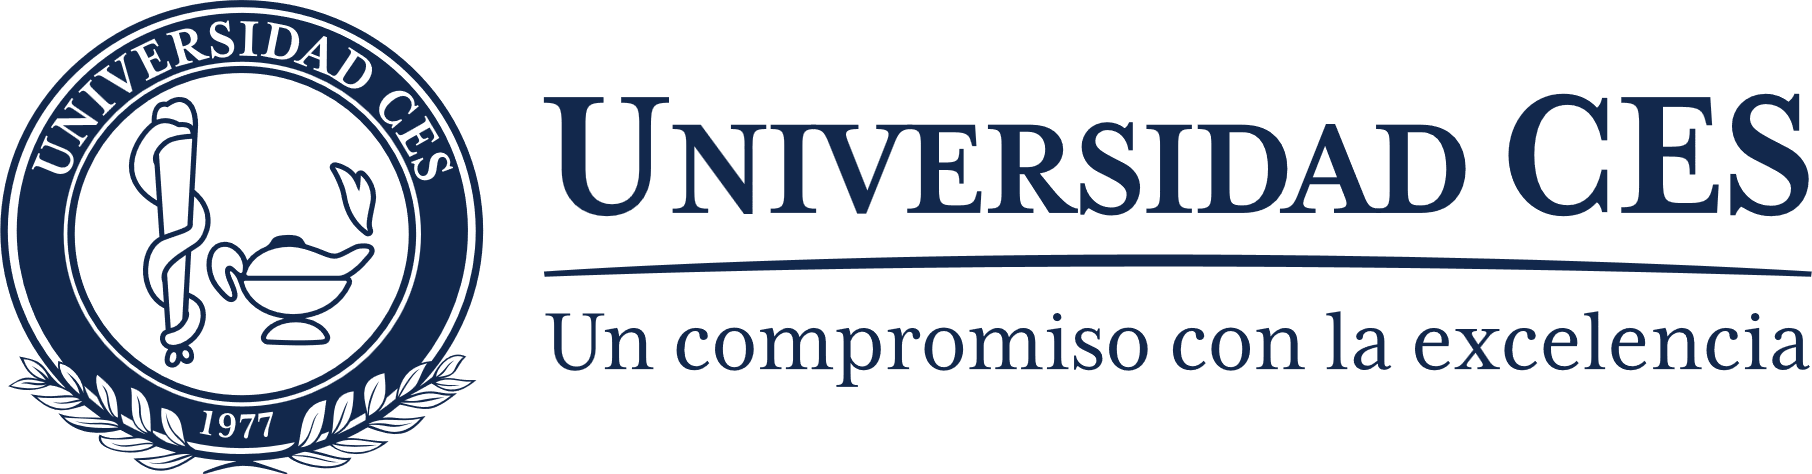 UNIVERSIDAD CES
1977
UNIVERSIDAD CES
Un compromiso con la excelencia